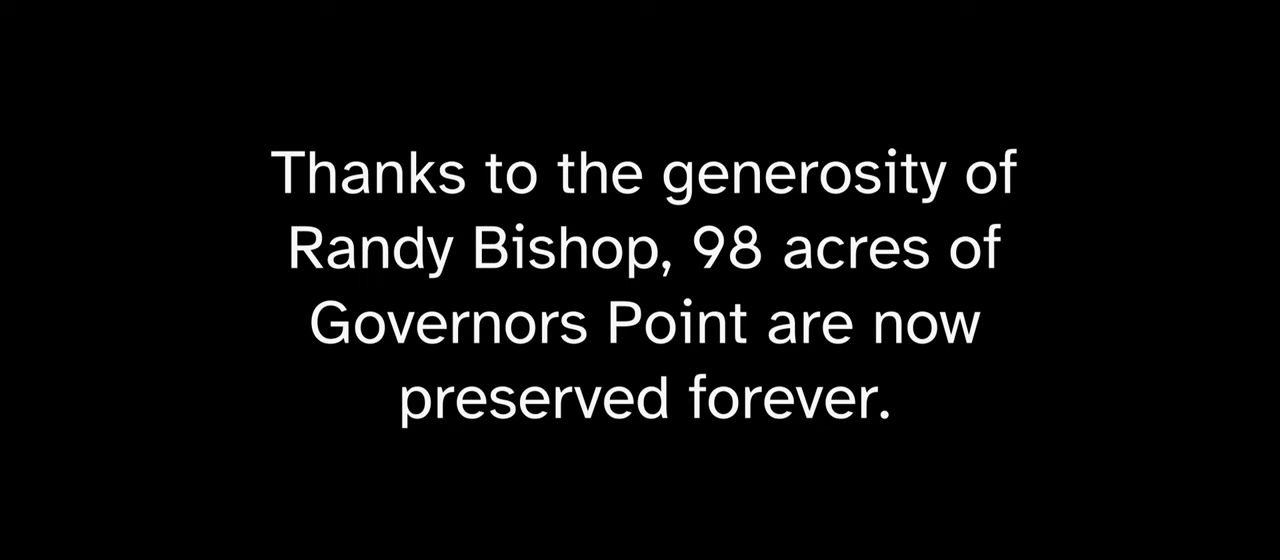 Thanks to the generosity of
Randy Bishop, 98 acres of
Governors Point are now
preserved forever.